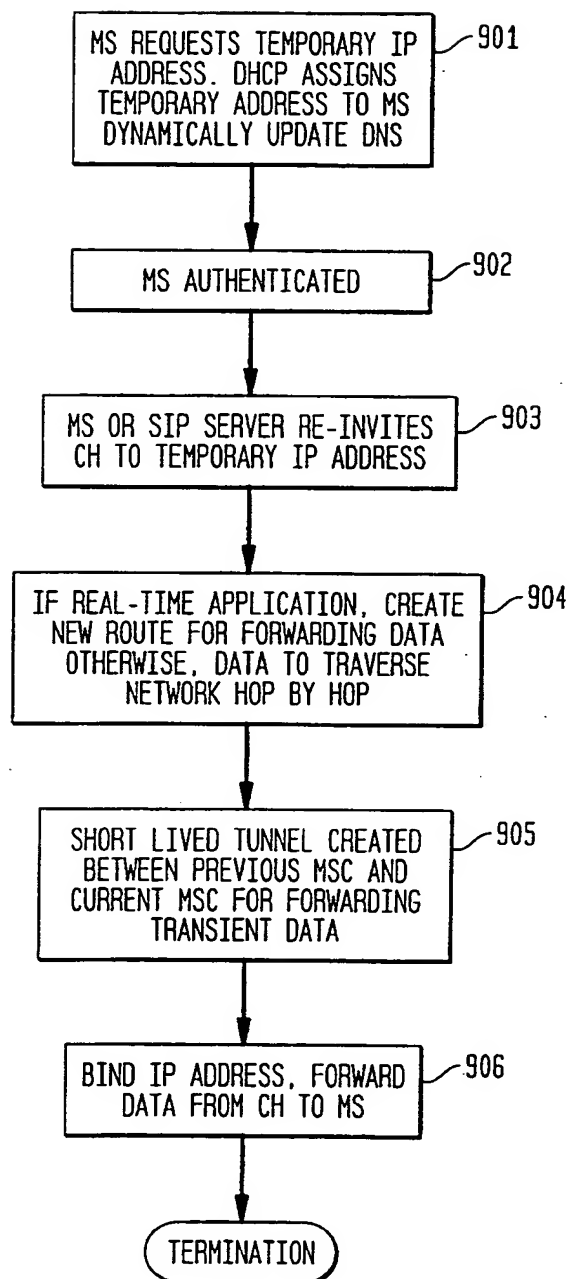 MS REQUESTS TEMPORARY IP
ADDRESS. DHCP ASSIGNS
TEMPORARY ADDRESS TO MS
DYNAMICALLY UPDATE DNS
901
MS AUTHENTICATED
902
MS OR SIP SERVER RE-INVITES
CH TO TEMPORARY IP ADDRESS
903
IF REAL-TIME APPLICATION, CREATE
NEW ROUTE FOR FORWARDING DATA
OTHERWISE, DATA TO TRAVERSE
NETWORK HOP BY HOP
904
SHORT LIVED TUNNEL CREATED
BETWEEN PREVIOUS MSC AND
CURRENT MSC FOR FORWARDING
TRANSIENT DATA
905
BIND IP ADDRESS, FORWARD
DATA FROM CH TO MS
906
TERMINATION